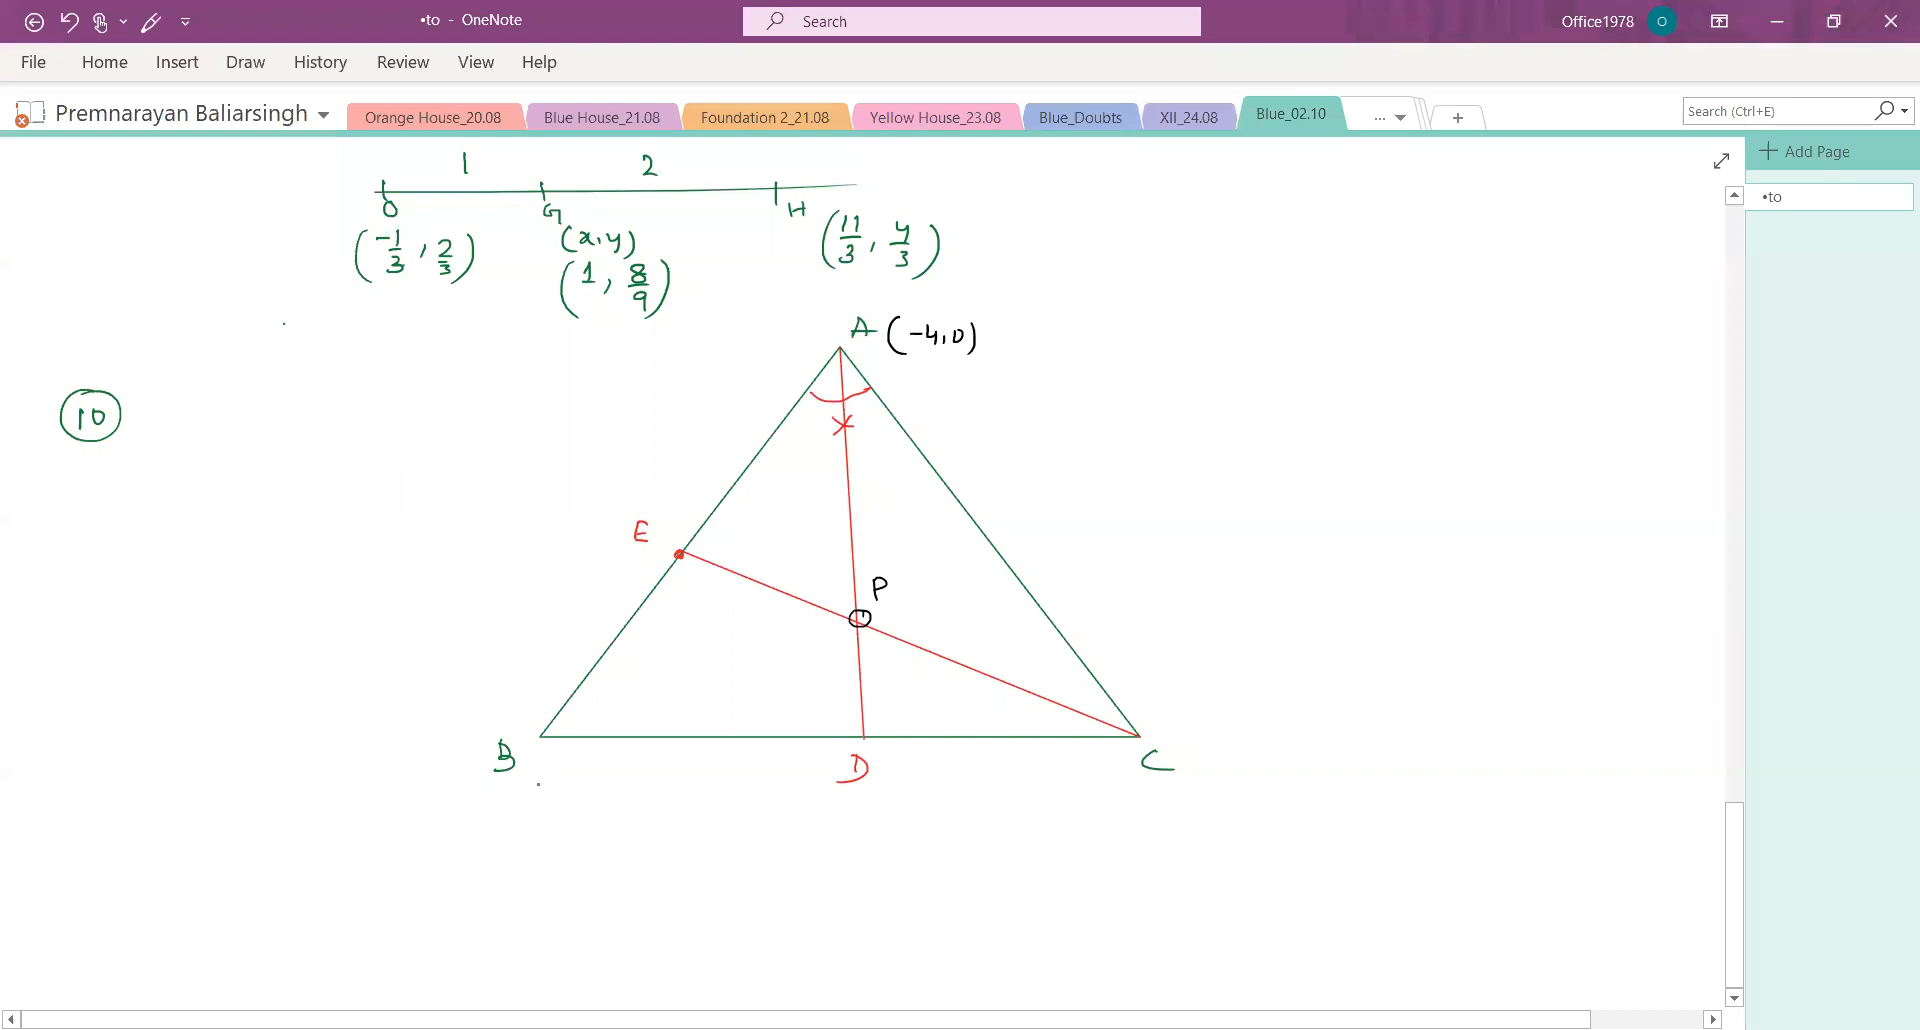 •to - OneNote
Search
Office1978
O
File Home Insert Draw History Review View Help
Premnarayan Baliarsingh
Orange House_20.08
Blue House_21.08
Foundation 2_21.08
Yellow House_23.08
Blue_Doubts
XII_24.08
Blue_02.10
...
+
Search (Ctrl+E)
Add Page
•to
1 2
O G H
(-1/3, 2/3) (x,y) (11/3, 4/3)
(1, 8/9)
A (-4,0)
10
E
P
B D C